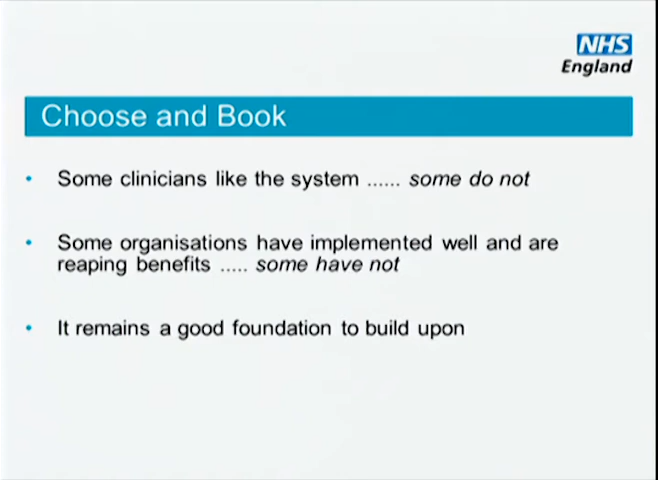 NHS
England
Choose and Book
• Some clinicians like the system ...... some do not
• Some organisations have implemented well and are
reaping benefits ..... some have not
• It remains a good foundation to build upon